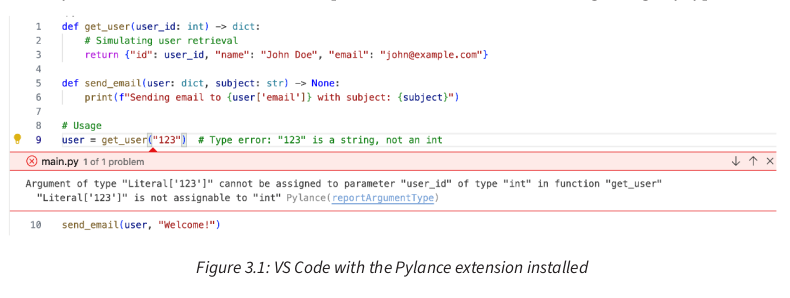 1 def get_user(user_id: int) -> dict:
2     # Simulating user retrieval
3     return {"id": user_id, "name": "John Doe", "email": "john@example.com"}
4
5 def send_email(user: dict, subject: str) -> None:
6     print(f"Sending email to {user['email']} with subject: {subject}")
7
8 # Usage
9 user = get_user("123")  # Type error: "123" is a string, not an int
main.py 1 of 1 problem
Argument of type "Literal['123']" cannot be assigned to parameter "user_id" of type "int" in function "get_user"
  "Literal['123']" is not assignable to "int" Pylance(reportArgumentType)
10 send_email(user, "Welcome!")
Figure 3.1: VS Code with the Pylance extension installed